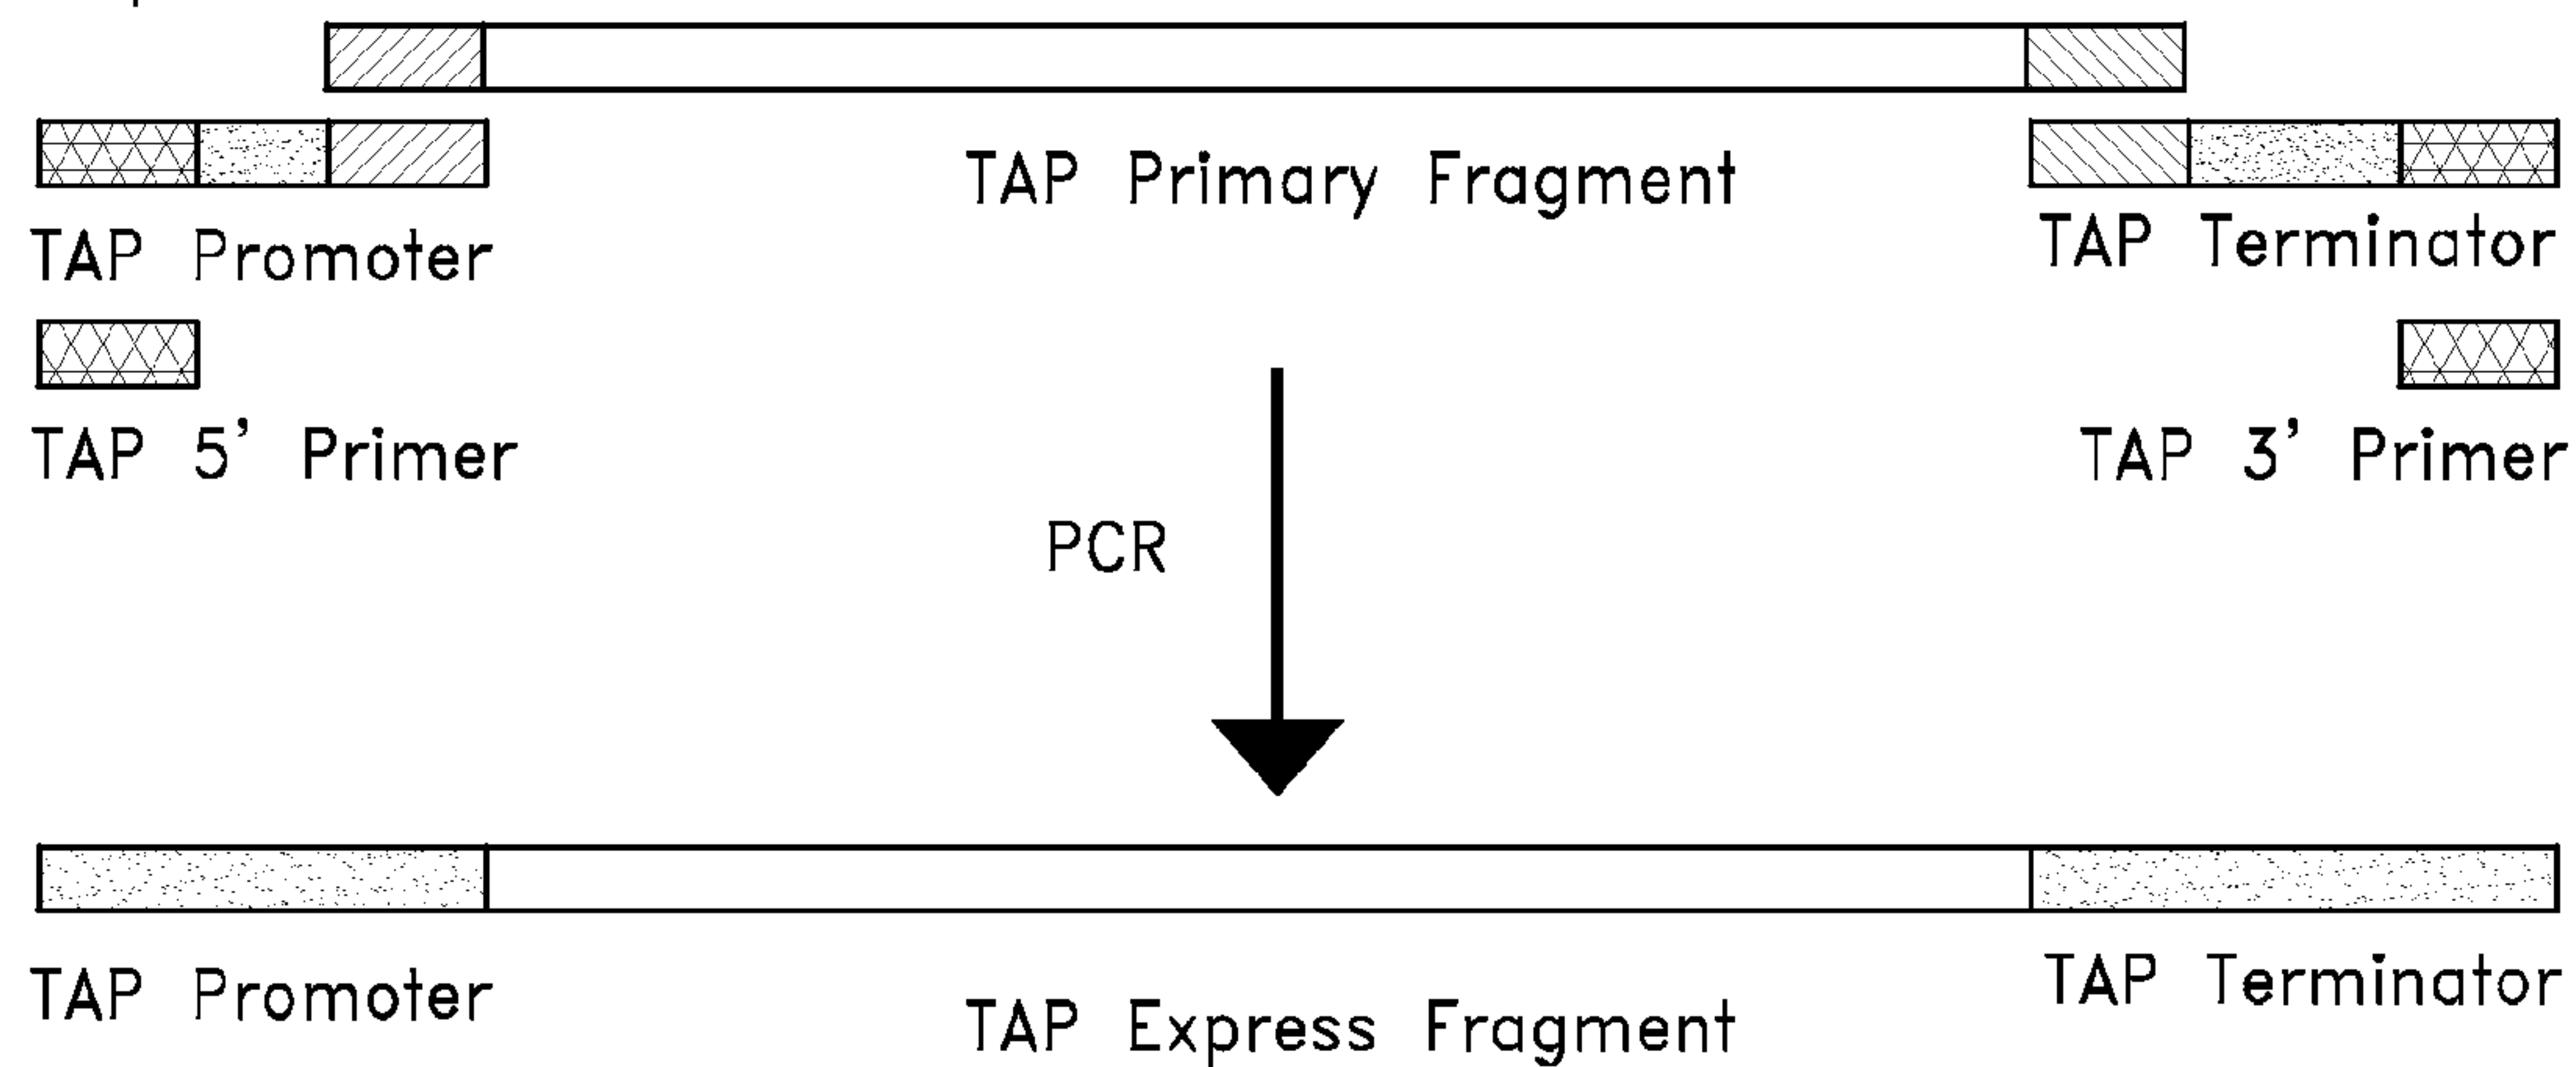 TAP Primary Fragment
TAP Promoter
TAP Terminator
TAP 5' Primer
TAP 3' Primer
PCR
TAP Promoter
TAP Express Fragment
TAP Terminator